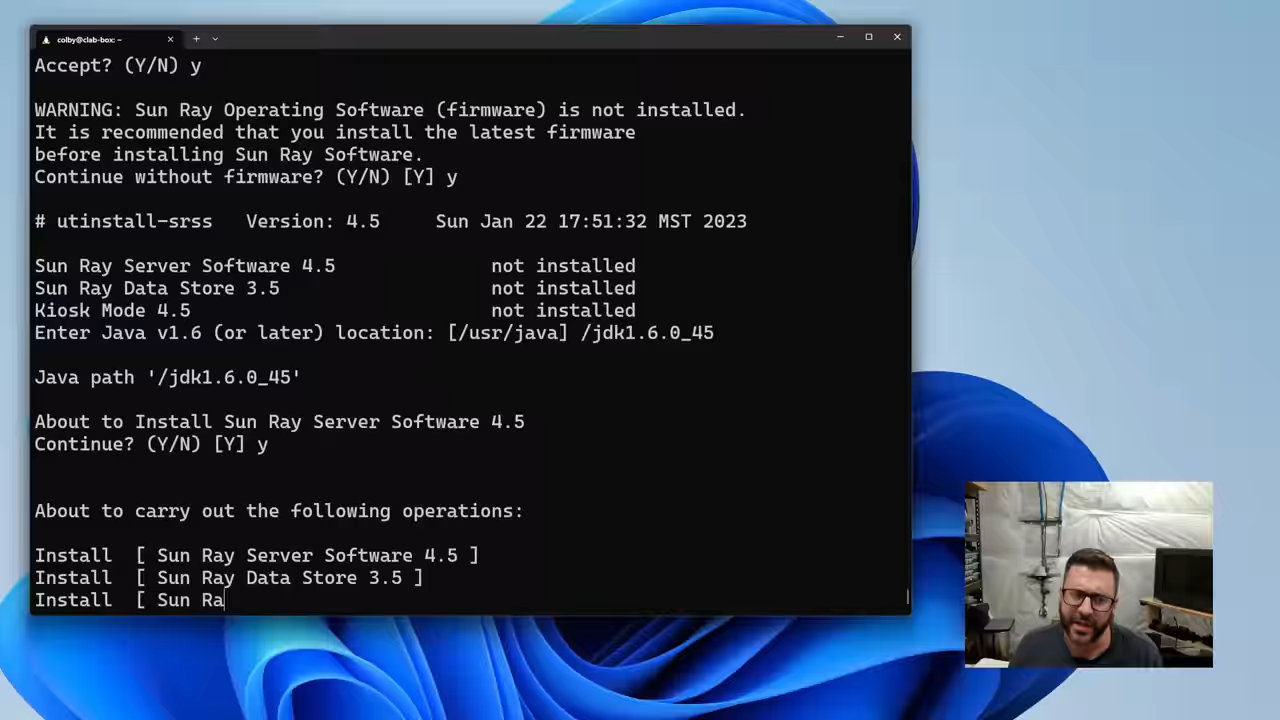 colby@clab-box: ~
Accept? (Y/N) y
WARNING: Sun Ray Operating Software (firmware) is not installed.
It is recommended that you install the latest firmware
before installing Sun Ray Software.
Continue without firmware? (Y/N) [Y] y
# utinstall-srss   Version: 4.5     Sun Jan 22 17:51:32 MST 2023
Sun Ray Server Software 4.5              not installed
Sun Ray Data Store 3.5                   not installed
Kiosk Mode 4.5                           not installed
Enter Java v1.6 (or later) location: [/usr/java] /jdk1.6.0_45
Java path '/jdk1.6.0_45'
About to Install Sun Ray Server Software 4.5
Continue? (Y/N) [Y] y
About to carry out the following operations:
Install  [ Sun Ray Server Software 4.5 ]
Install  [ Sun Ray Data Store 3.5 ]
Install  [ Sun Ra